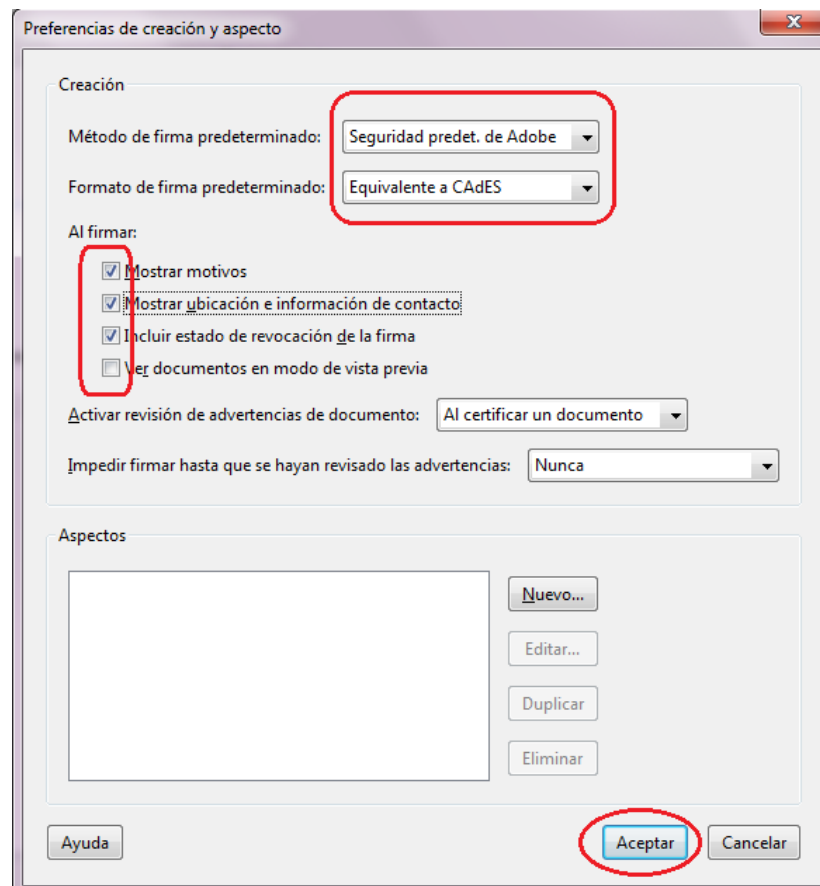 Preferencias de creación y aspecto
Creación
Método de firma predeterminado: Seguridad predet. de Adobe
Formato de firma predeterminado: Equivalente a CAdES
Al firmar:
Mostrar motivos
Mostrar ubicación e información de contacto
Incluir estado de revocación de la firma
Ver documentos en modo de vista previa
Activar revisión de advertencias de documento: Al certificar un documento
Impedir firmar hasta que se hayan revisado las advertencias: Nunca
Aspectos
Nuevo...
Editar...
Duplicar
Eliminar
Ayuda Aceptar Cancelar